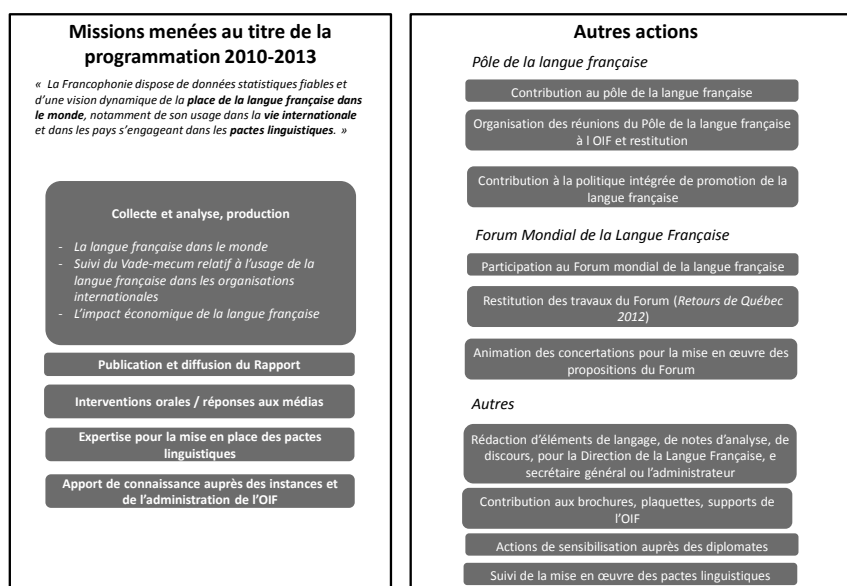 Missions menées au titre de la
programmation 2010-2013
« La Francophonie dispose de données statistiques fiables et
d'une vision dynamique de la place de la langue française dans
le monde, notamment de son usage dans la vie internationale
et dans les pays s'engageant dans les pactes linguistiques. »
Collecte et analyse, production
- La langue française dans le monde
- Suivi du Vade-mecum relatif à l'usage de la
langue française dans les organisations
internationales
- L'impact économique de la langue française
Publication et diffusion du Rapport
Interventions orales / réponses aux médias
Expertise pour la mise en place des pactes
linguistiques
Apport de connaissance auprès des instances et
de l'administration de l'OIF
Autres actions
Pôle de la langue française
Contribution au pôle de la langue française
Organisation des réunions du Pôle de la langue française
à l OIF et restitution
Contribution à la politique intégrée de promotion de la
langue française
Forum Mondial de la Langue Française
Participation au Forum mondial de la langue française
Restitution des travaux du Forum (Retours de Québec
2012)
Animation des concertations pour la mise en œuvre des
propositions du Forum
Autres
Rédaction d'éléments de langage, de notes d'analyse, de
discours, pour la Direction de la Langue Française, e
secrétaire général ou l'administrateur
Contribution aux brochures, plaquettes, supports de
l'OIF
Actions de sensibilisation auprès des diplomates
Suivi de la mise en œuvre des pactes linguistiques